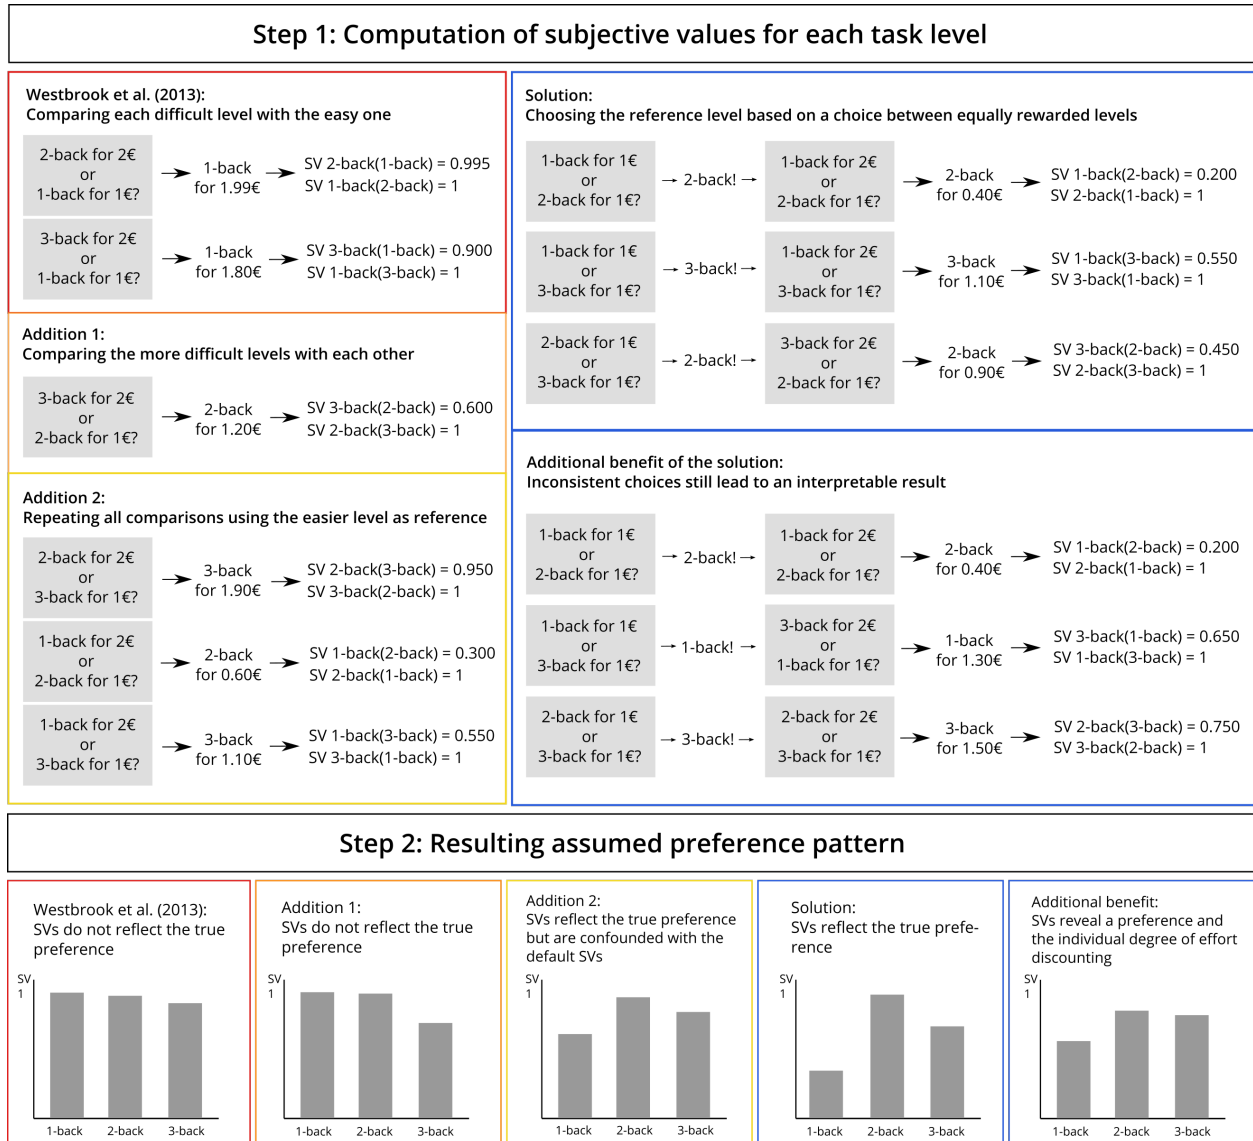 Step 1: Computation of subjective values for each task level
Westbrook et al. (2013):
Comparing each difficult level with the easy one
2-back for 2€
or
1-back for 1€?
1-back
for 1.99€
SV 2-back(1-back) = 0.995
SV 1-back(2-back) = 1
3-back for 2€
or
1-back for 1€?
1-back
for 1.80€
SV 3-back(1-back) = 0.900
SV 1-back(3-back) = 1
Addition 1:
Comparing the more difficult levels with each other
3-back for 2€
or
2-back for 1€?
2-back
for 1.20€
SV 3-back(2-back) = 0.600
SV 2-back(3-back) = 1
Addition 2:
Repeating all comparisons using the easier level as reference
2-back for 2€
or
3-back for 1€?
3-back
for 1.90€
SV 2-back(3-back) = 0.950
SV 3-back(2-back) = 1
1-back for 2€
or
2-back for 1€?
2-back
for 0.60€
SV 1-back(2-back) = 0.300
SV 2-back(1-back) = 1
1-back for 2€
or
3-back for 1€?
3-back
for 1.10€
SV 1-back(3-back) = 0.550
SV 3-back(1-back) = 1
Solution:
Choosing the reference level based on a choice between equally rewarded levels
1-back for 1€
or
2-back for 1€?
2-back!
1-back for 2€
or
2-back for 1€?
2-back
for 0.40€
SV 1-back(2-back) = 0.200
SV 2-back(1-back) = 1
1-back for 1€
or
3-back for 1€?
3-back!
1-back for 2€
or
3-back for 1€?
3-back
for 1.10€
SV 1-back(3-back) = 0.550
SV 3-back(1-back) = 1
2-back for 1€
or
3-back for 1€?
2-back!
3-back for 2€
or
2-back for 1€?
2-back
for 0.90€
SV 3-back(2-back) = 0.450
SV 2-back(3-back) = 1
Additional benefit of the solution:
Inconsistent choices still lead to an interpretable result
1-back for 1€
or
2-back for 1€?
2-back!
1-back for 2€
or
2-back for 1€?
2-back
for 0.40€
SV 1-back(2-back) = 0.200
SV 2-back(1-back) = 1
1-back for 1€
or
3-back for 1€?
1-back!
3-back for 2€
or
1-back for 1€?
1-back
for 1.30€
SV 3-back(1-back) = 0.650
SV 1-back(3-back) = 1
2-back for 1€
or
3-back for 1€?
3-back!
2-back for 2€
or
3-back for 1€?
3-back
for 1.50€
SV 2-back(3-back) = 0.750
SV 3-back(2-back) = 1
Step 2: Resulting assumed preference pattern
Westbrook et al. (2013):
SVs do not reflect the true
preference
SV
1
1-back 2-back 3-back
Addition 1:
SVs do not reflect the true
preference
SV
1
1-back 2-back 3-back
Addition 2:
SVs reflect the true preference
but are confounded with the
default SVs
SV
1
1-back 2-back 3-back
Solution:
SVs reflect the true prefe-
rence
SV
1
1-back 2-back 3-back
Additional benefit:
SVs reveal a preference and
the individual degree of effort
discounting
SV
1
1-back 2-back 3-back